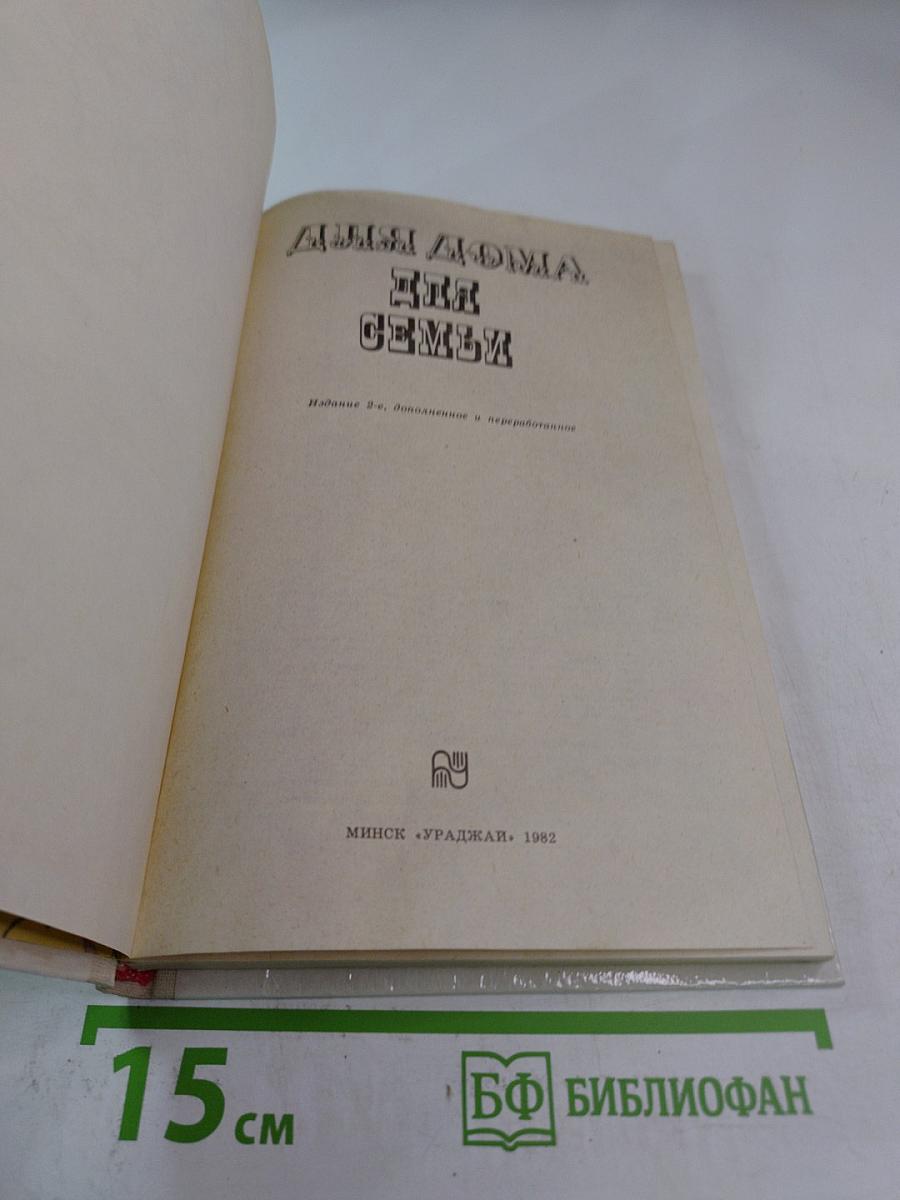 ДЛЯ ДОМА
ДЛЯ
СЕМЬИ
Издание 2-е, дополненное и переработанное
МИНСК «УРАДЖАЙ» 1982
15 см
БФ БИБЛИОФАН